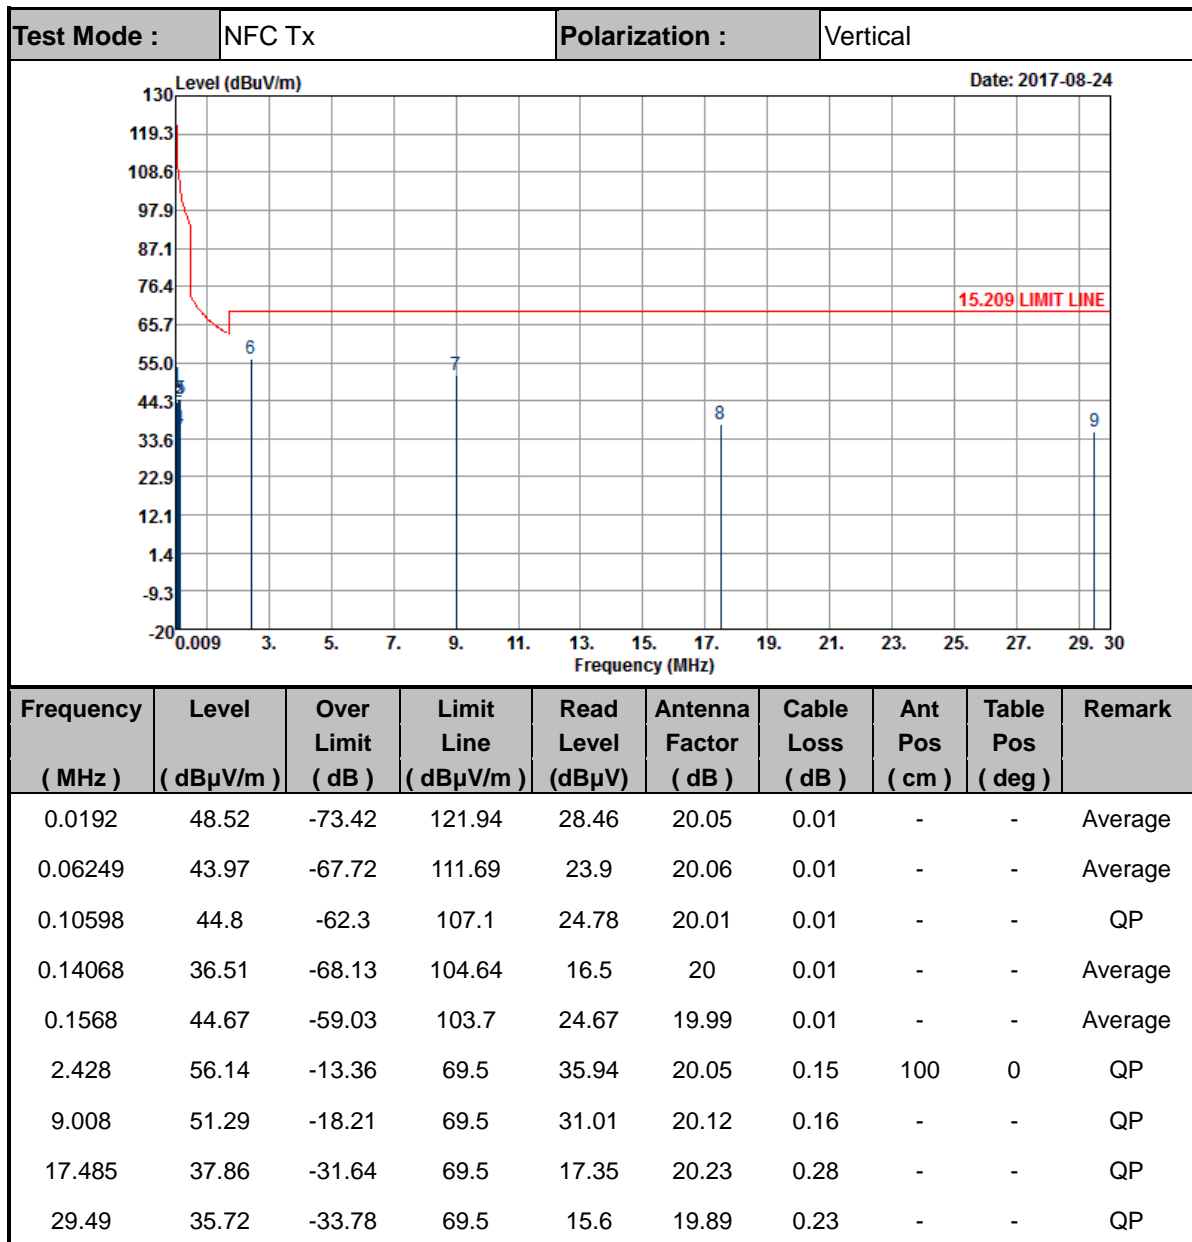 Test Mode : NFC Tx Polarization : Vertical
Level (dBuV/m) Date: 2017-08-24
130
119.3
108.6
97.9
87.1
76.4
15.209 LIMIT LINE
65.7
6
55.0
7
5
44.3
8
4
9
33.6
22.9
12.1
1.4
-9.3
-20
0.009 3. 5. 7. 9. 11. 13. 15. 17. 19. 21. 23. 25. 27. 29. 30
Frequency (MHz)
Frequency Level Over Limit Read Antenna Cable Ant Table Remark
Limit Line Level Factor Loss Pos Pos
( MHz ) ( dBµV/m ) ( dB ) ( dBµV/m ) (dBµV) ( dB ) ( dB ) ( cm ) ( deg )
0.0192 48.52 -73.42 121.94 28.46 20.05 0.01 - - Average
0.06249 43.97 -67.72 111.69 23.9 20.06 0.01 - - Average
0.10598 44.8 -62.3 107.1 24.78 20.01 0.01 - - QP
0.14068 36.51 -68.13 104.64 16.5 20 0.01 - - Average
0.1568 44.67 -59.03 103.7 24.67 19.99 0.01 - - Average
2.428 56.14 -13.36 69.5 35.94 20.05 0.15 100 0 QP
9.008 51.29 -18.21 69.5 31.01 20.12 0.16 - - QP
17.485 37.86 -31.64 69.5 17.35 20.23 0.28 - - QP
29.49 35.72 -33.78 69.5 15.6 19.89 0.23 - - QP